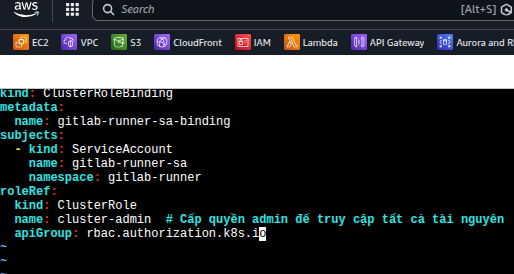 aws
Search
[Alt+S]
EC2
VPC
S3
CloudFront
IAM
Lambda
API Gateway
Aurora and R
kind: ClusterRoleBinding
metadata:
  name: gitlab-runner-sa-binding
subjects:
  - kind: ServiceAccount
    name: gitlab-runner-sa
    namespace: gitlab-runner
roleRef:
  kind: ClusterRole
  name: cluster-admin  # Cấp quyền admin để truy cập tất cả tài nguyên
  apiGroup: rbac.authorization.k8s.io
~
~
~